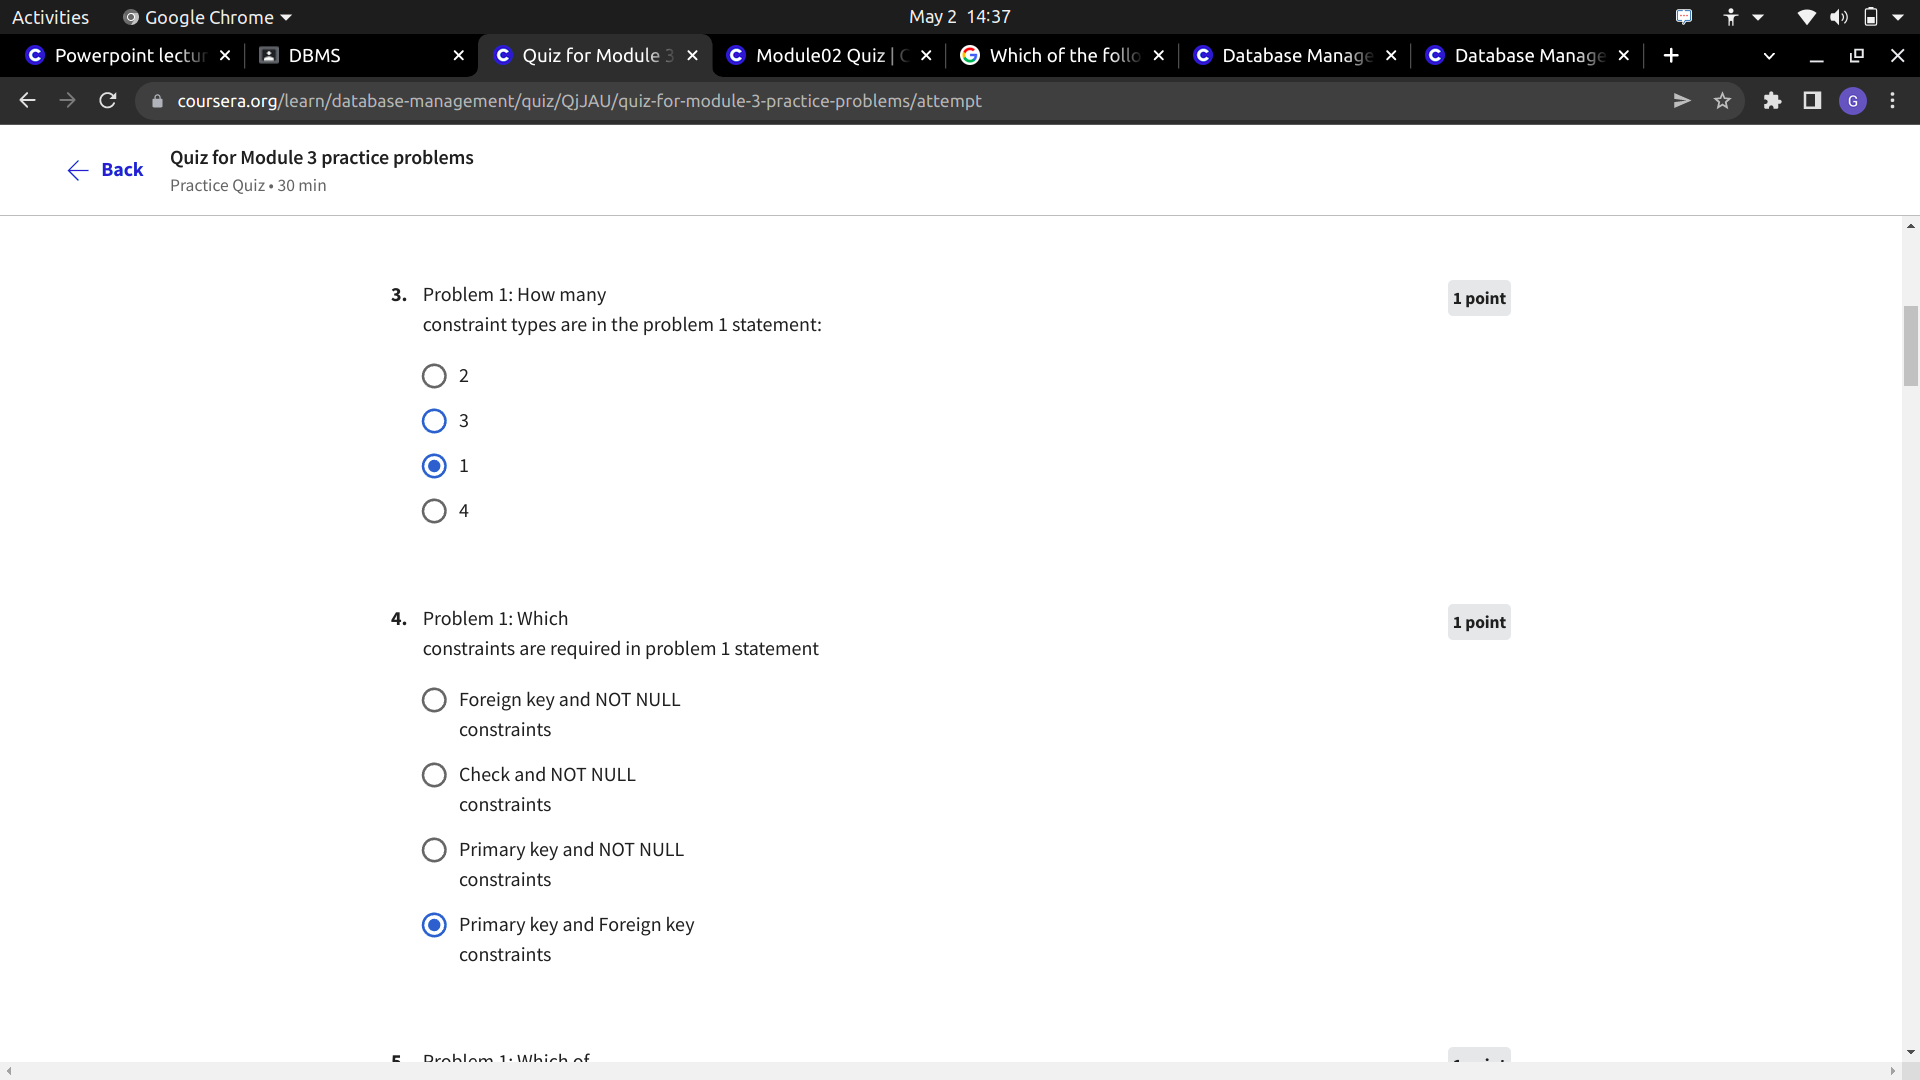 Activities
Google Chrome
May 2 14:37
Powerpoint lectur
DBMS
Quiz for Module 3
Module02 Quiz | C
Which of the follo
Database Manage
Database Manage
coursera.org/learn/database-management/quiz/QjJAU/quiz-for-module-3-practice-problems/attempt
G
Back
Quiz for Module 3 practice problems
Practice Quiz • 30 min
3. Problem 1: How many
constraint types are in the problem 1 statement:
1 point
2
3
1
4
4. Problem 1: Which
constraints are required in problem 1 statement
1 point
Foreign key and NOT NULL
constraints
Check and NOT NULL
constraints
Primary key and NOT NULL
constraints
Primary key and Foreign key
constraints
5. Problem 1: Which of
1 point